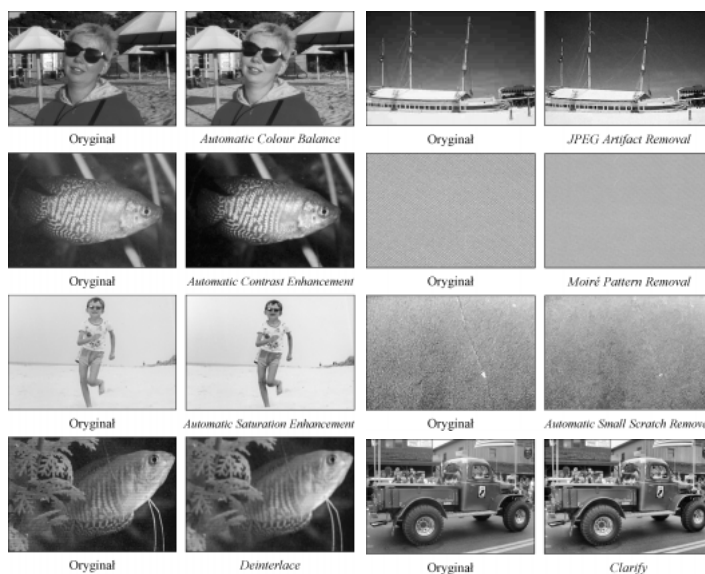 Oryginał Automatic Colour Balance Oryginał JPEG Artifact Removal
Oryginał Automatic Contrast Enhancement Oryginał Moiré Pattern Removal
Oryginał Automatic Saturation Enhancement Oryginał Automatic Small Scratch Remove
Oryginał Deinterlace Oryginał Clarify